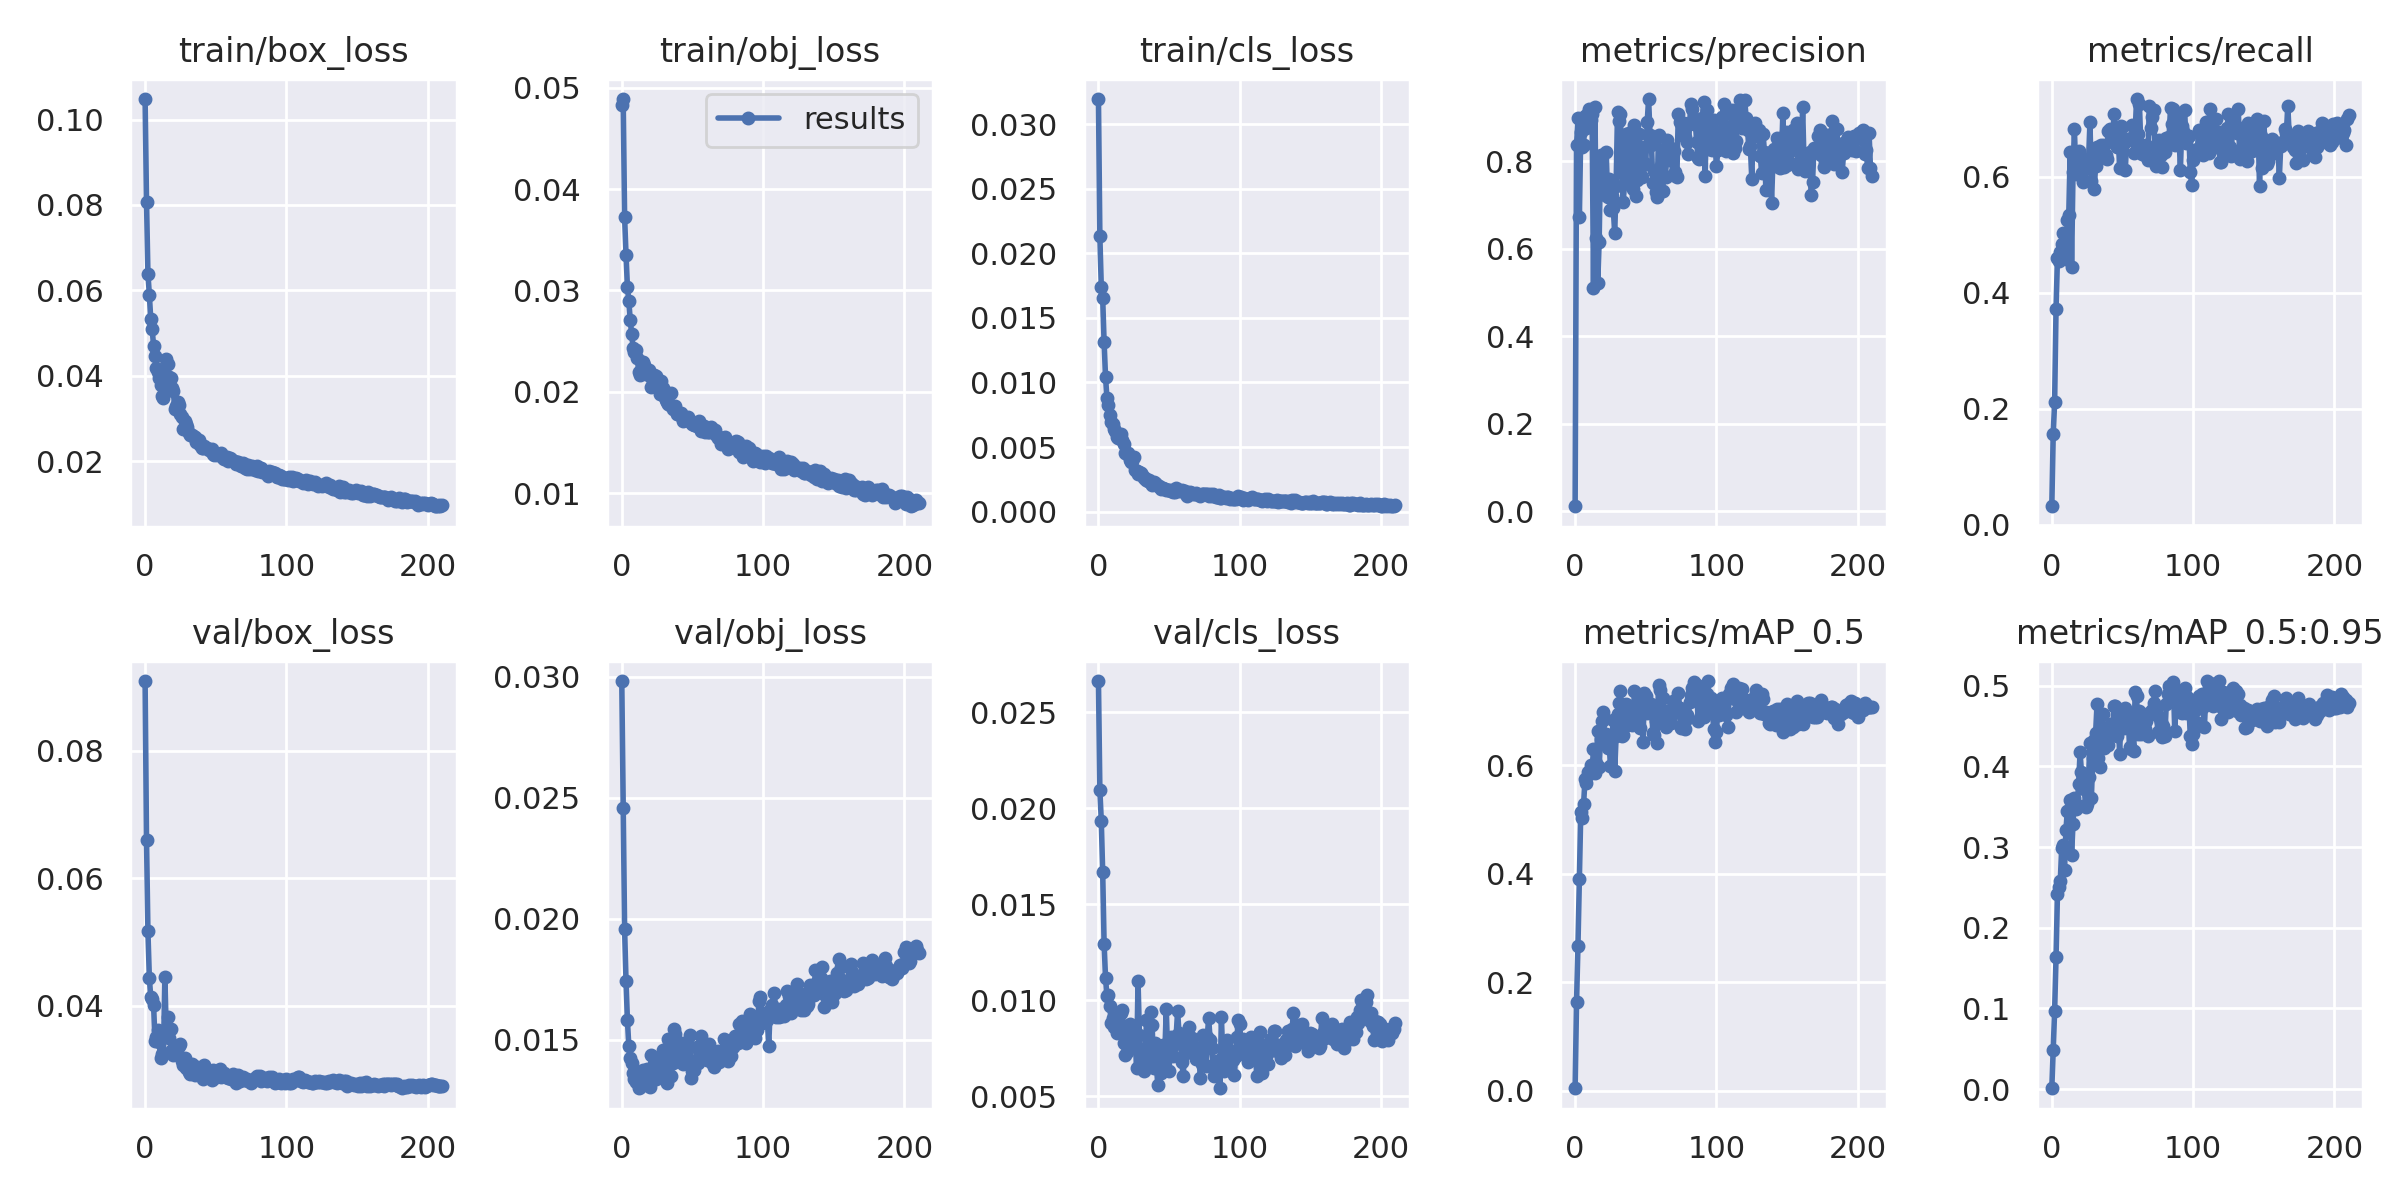 train/box_loss
0.10
0.08
0.06
0.04
0.02
0 100 200
train/obj_loss
results
0.05
0.04
0.03
0.02
0.01
0 100 200
train/cls_loss
0.030
0.025
0.020
0.015
0.010
0.005
0.000
0 100 200
metrics/precision
0.8
0.6
0.4
0.2
0.0
0 100 200
metrics/recall
0.6
0.4
0.2
0.0
0 100 200
val/box_loss
0.08
0.06
0.04
0 100 200
val/obj_loss
0.030
0.025
0.020
0.015
0 100 200
val/cls_loss
0.025
0.020
0.015
0.010
0.005
0 100 200
metrics/mAP_0.5
0.6
0.4
0.2
0.0
0 100 200
metrics/mAP_0.5:0.95
0.5
0.4
0.3
0.2
0.1
0.0
0 100 200